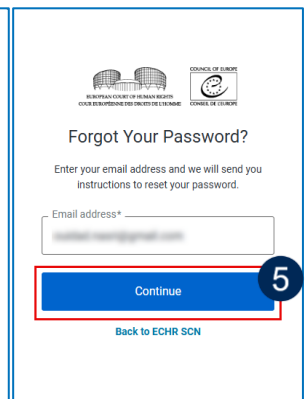 COUNCIL OF EUROPE
EUROPEAN COURT OF HUMAN RIGHTS
COUR EUROPÉENNE DES DROITS DE L'HOMME
CONSEIL DE L'EUROPE
Forgot Your Password?
Enter your email address and we will send you
instructions to reset your password.
Email address*
Continue
5
Back to ECHR SCN